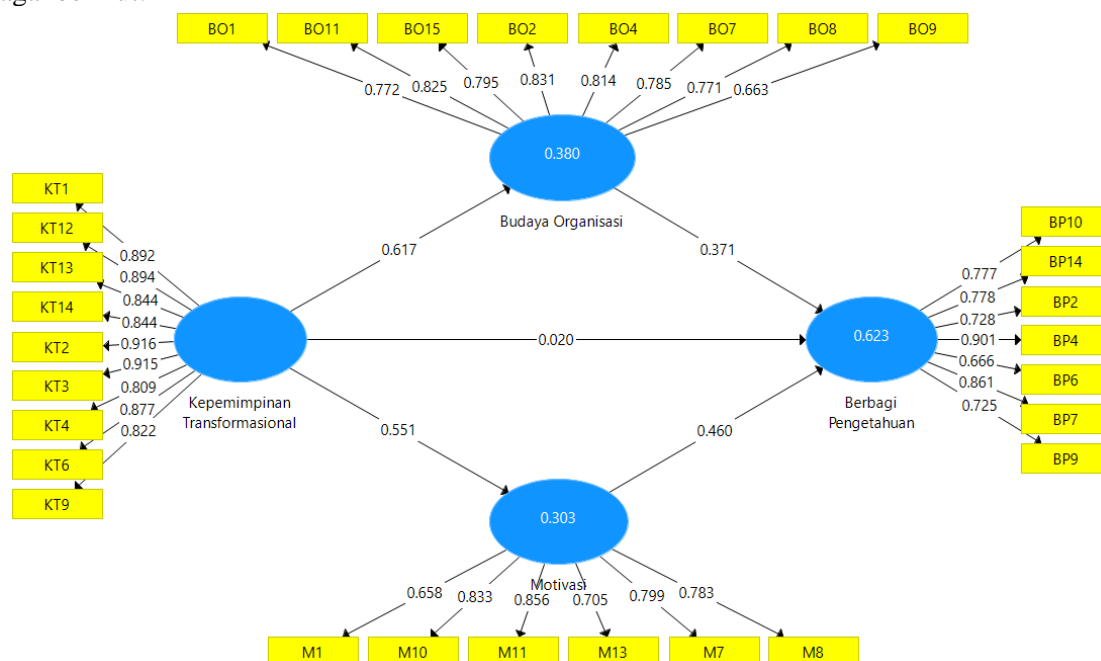 BO1 BO11 BO15 BO2 BO4 BO7 BO8 BO9
0.772 0.825 0.795 0.831 0.814 0.785 0.771 0.663
0.380
Budaya Organisasi
KT1
KT12
KT13
KT14
KT2
KT3
KT4
KT6
KT9
0.892
0.894
0.844
0.844
0.916
0.915
0.809
0.877
0.822
Kepemimpinan
Transformasional
0.617
0.371
0.020
0.551
0.460
0.623
Berbagi
Pengetahuan
0.777
0.778
0.728
0.901
0.666
0.861
0.725
BP10
BP14
BP2
BP4
BP6
BP7
BP9
0.303
Motivasi
0.658 0.833 0.856 0.705 0.799 0.783
M1 M10 M11 M13 M7 M8